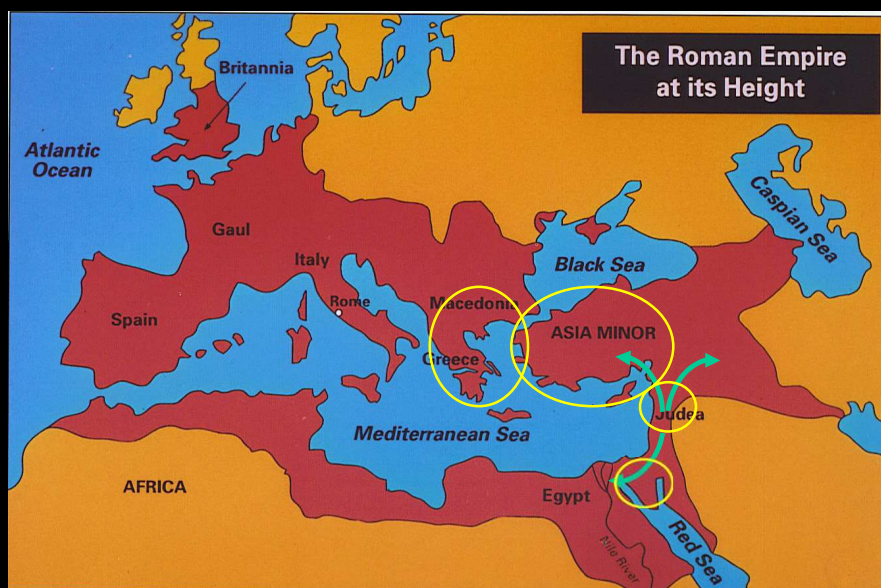 The Roman Empire
at its Height
Britannia
Atlantic
Ocean
Caspian Sea
Gaul
Italy
Black Sea
Rome
Macedonia
Spain
ASIA MINOR
Greece
Judea
Mediterranean Sea
AFRICA
Egypt
Red Sea
Nile River